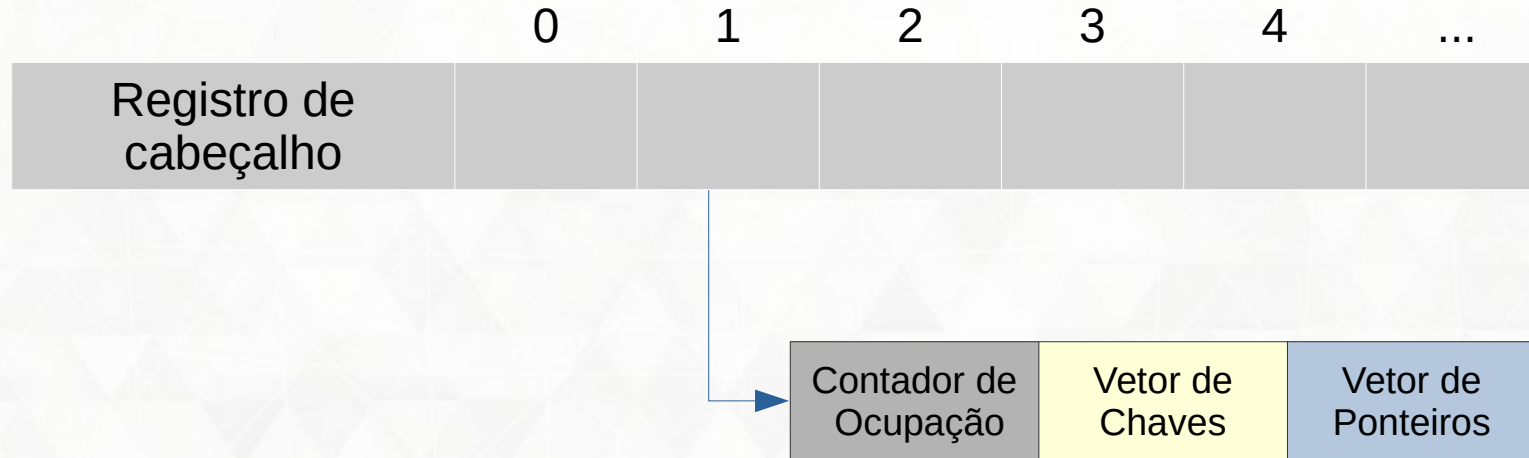 0 1 2 3 4 ...
Registro de
cabeçalho
Contador de
Ocupação
Vetor de
Chaves
Vetor de
Ponteiros